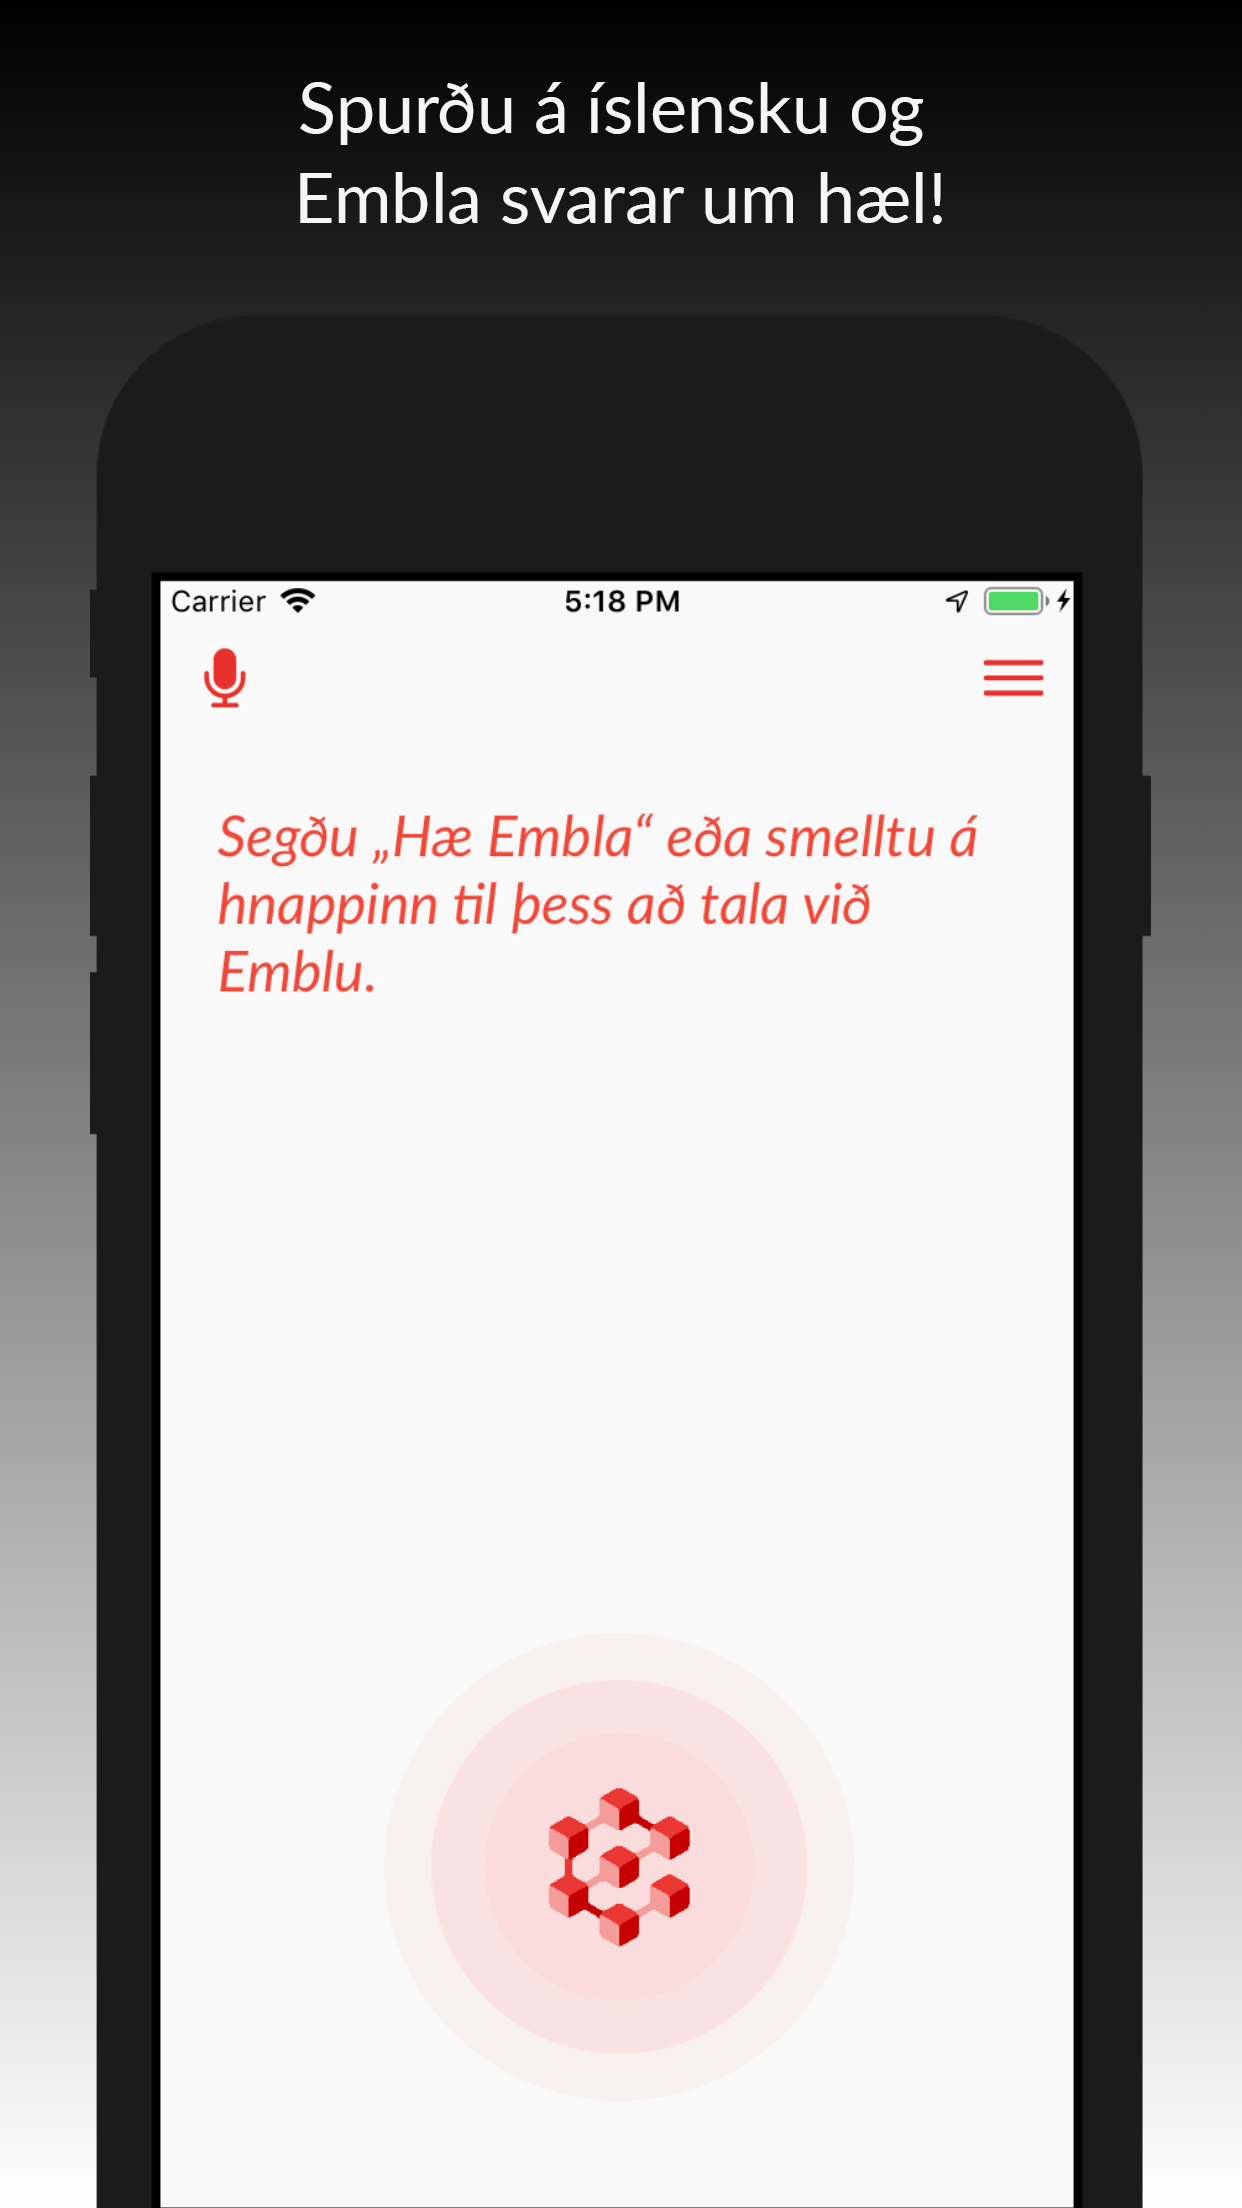 Spurðu á íslensku og
Embla svarar um hæl!
Carrier 5:18 PM
Segðu „Hæ Embla“ eða smelltu á
hnappinn til þess að tala við
Emblu.